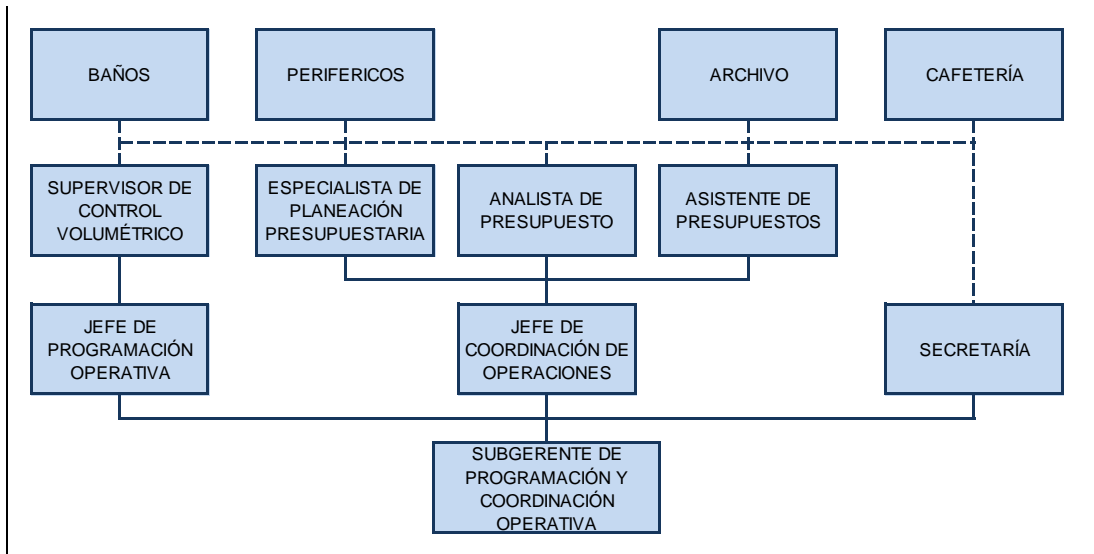 BAÑOS
PERIFERICOS
ARCHIVO
CAFETERÍA
SUPERVISOR DE
CONTROL
VOLUMÉTRICO
ESPECIALISTA DE
PLANEACIÓN
PRESUPUESTARIA
ANALISTA DE
PRESUPUESTO
ASISTENTE DE
PRESUPUESTOS
JEFE DE
PROGRAMACIÓN
OPERATIVA
JEFE DE
COORDINACIÓN DE
OPERACIONES
SECRETARÍA
SUBGERENTE DE
PROGRAMACIÓN Y
COORDINACIÓN
OPERATIVA